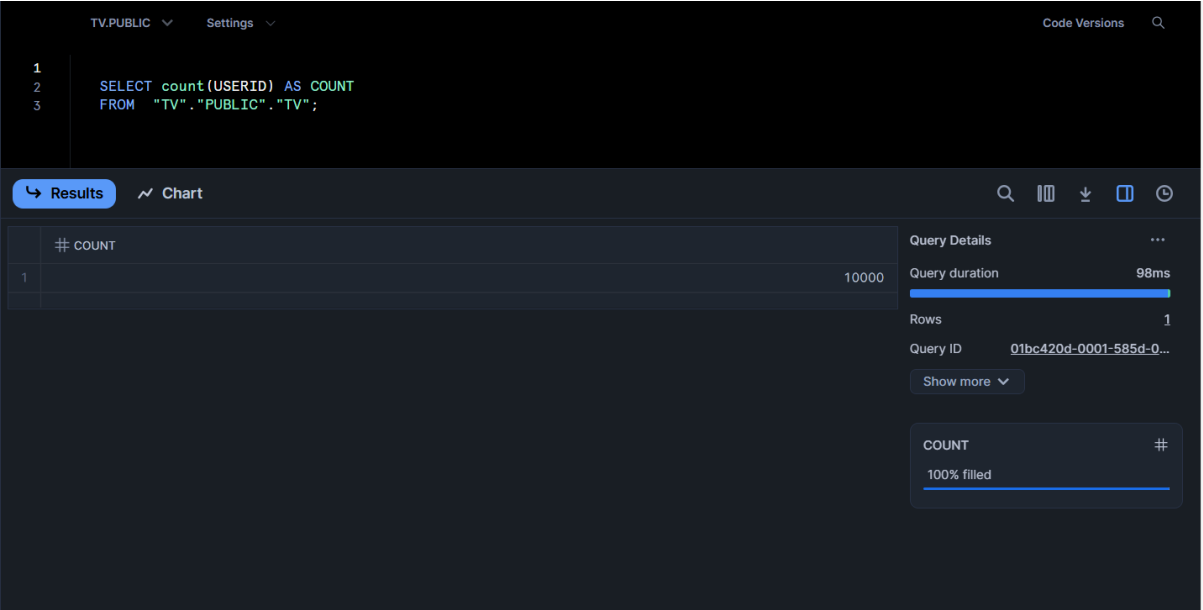 TV.PUBLIC Settings Code Versions
1
2 SELECT count(USERID) AS COUNT
3 FROM "TV"."PUBLIC"."TV";
Results Chart
COUNT
1 10000
Query Details ...
Query duration 98ms
Rows 1
Query ID 01bc420d-0001-585d-0...
Show more
COUNT #
100% filled